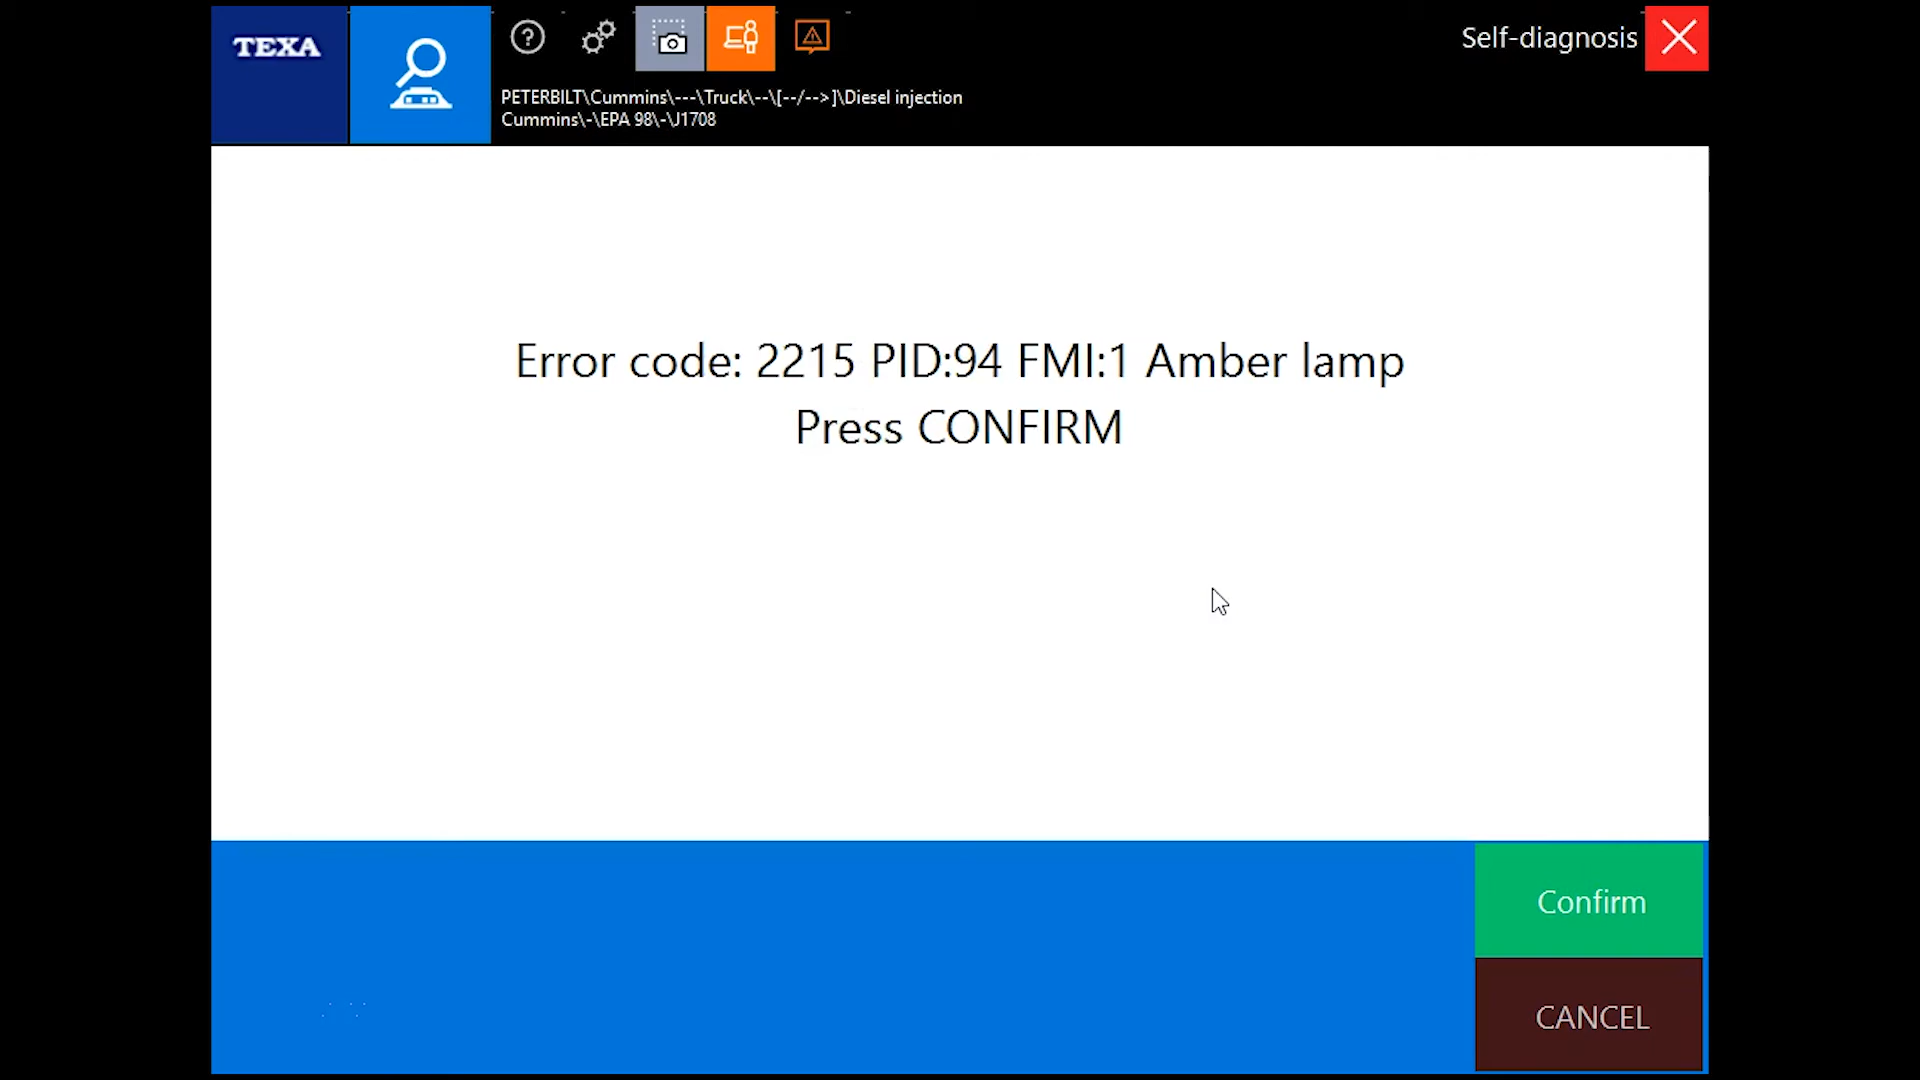 TEXA
Self-diagnosis
PETERBILT\Cummins\---\Truck\--\[--/-->]\Diesel injection
Cummins\-\EPA 98\-\J1708
Error code: 2215 PID:94 FMI:1 Amber lamp
Press CONFIRM
Confirm
CANCEL